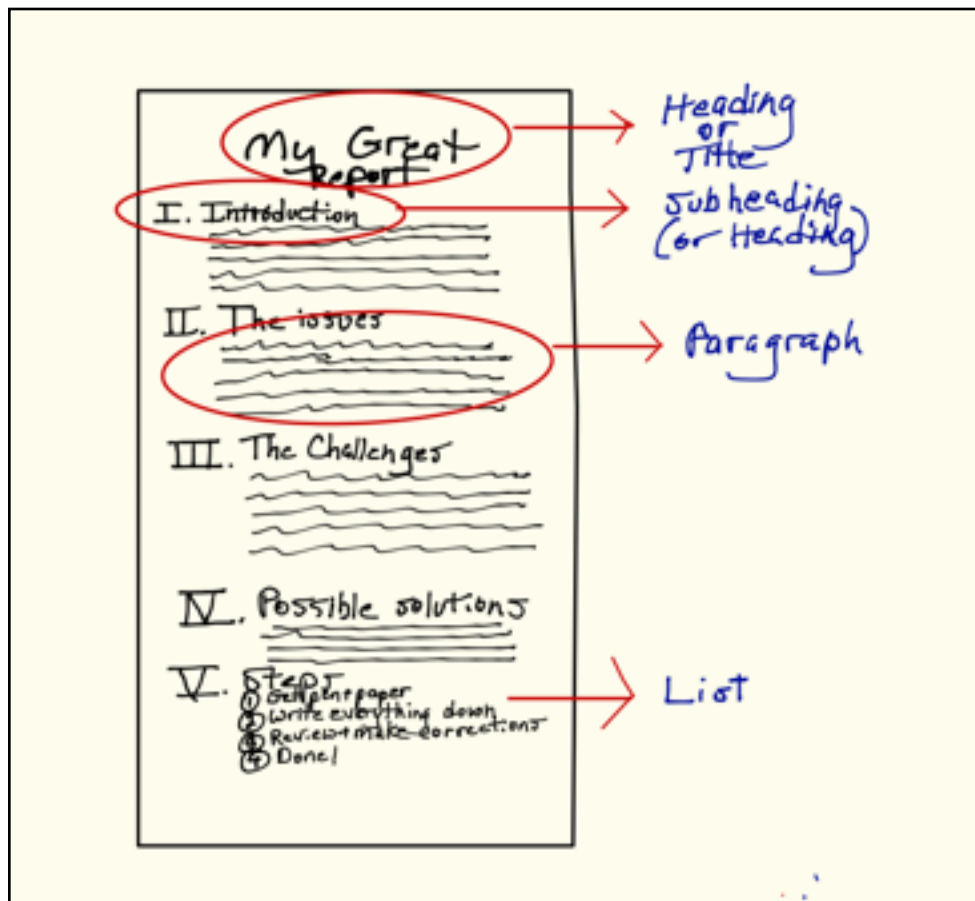 My Great
Report
Heading
or
Title
I. Introduction
Subheading
(or Heading)
II. The issues
Paragraph
III. The Challenges
IV. Possible solutions
V. Steps
① Get pen + paper
② Write everything down
③ Review + make corrections
④ Done!
List